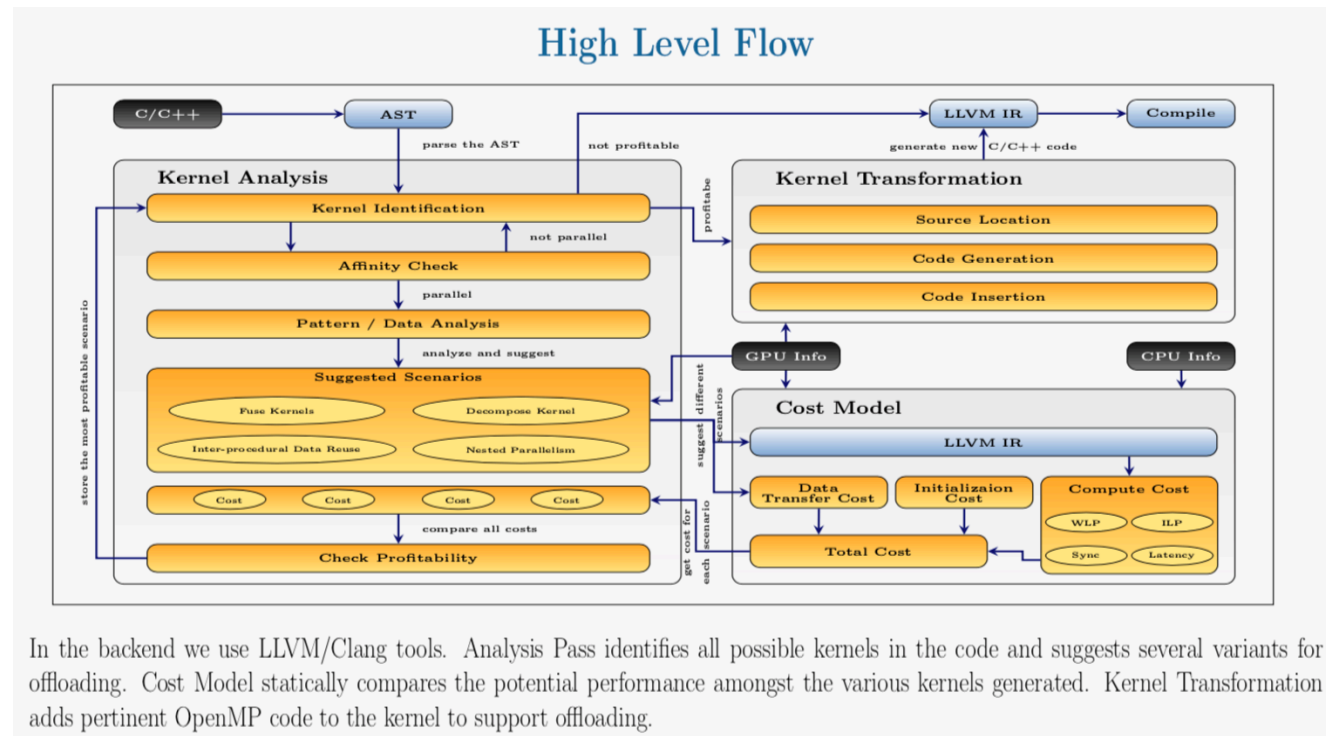 High Level Flow
C/C++
AST
LLVM IR
Compile
parse the AST
not profitable
generate new C/C++ code
Kernel Analysis
Kernel Identification
not parallel
Affinity Check
parallel
Pattern / Data Analysis
analyze and suggest
Suggested Scenarios
Fuse Kernels
Decompose Kernel
Inter-procedural Data Reuse
Nested Parallelism
Cost
Cost
Cost
Cost
compare all costs
Check Profitability
store the most profitable scenario
profitabe
Kernel Transformation
Source Location
Code Generation
Code Insertion
GPU Info
CPU Info
suggest different
scenarios
get cost for
each scenario
Cost Model
LLVM IR
Data
Transfer Cost
Initializaion
Cost
Compute Cost
WLP
ILP
Sync
Latency
Total Cost
In the backend we use LLVM/Clang tools. Analysis Pass identifies all possible kernels in the code and suggests several variants for
offloading. Cost Model statically compares the potential performance amongst the various kernels generated. Kernel Transformation
adds pertinent OpenMP code to the kernel to support offloading.